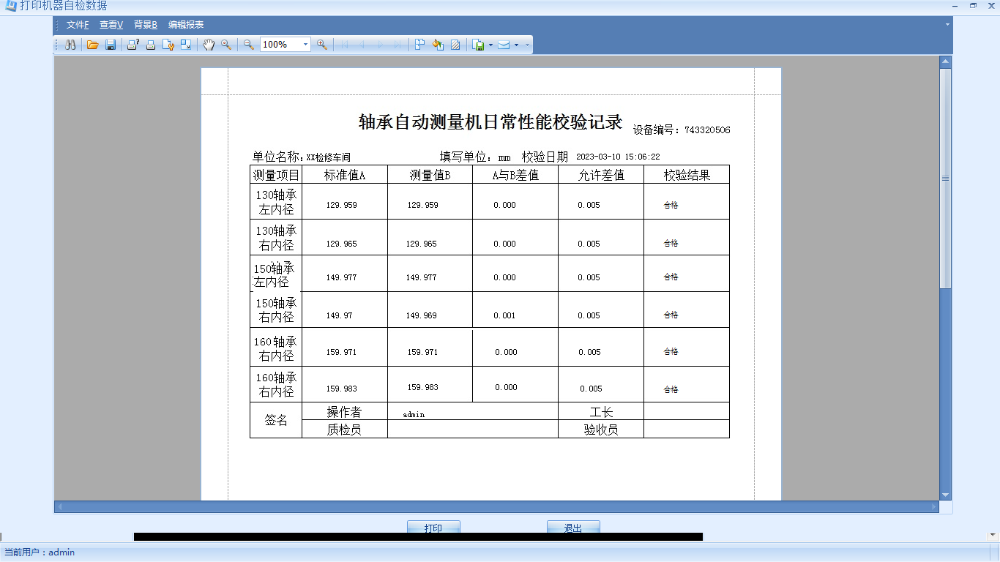 打印机器自检数据
文件F 查看V 背景B 编辑报表
100%
轴承自动测量机日常性能校验记录
设备编号：743320506
单位名称：XX检修车间 填写单位：mm 校验日期 2023-03-10 15:06:22
测量项目 标准值A 测量值B A与B差值 允许差值 校验结果
130轴承
左内径 129.959 129.959 0.000 0.005 合格
130轴承
右内径 129.965 129.965 0.000 0.005 合格
150轴承
左内径 149.977 149.977 0.000 0.005 合格
150轴承
右内径 149.97 149.969 0.001 0.005 合格
160轴承
右内径 159.971 159.971 0.000 0.005 合格
160轴承
右内径 159.983 159.983 0.000 0.005 合格
签名 操作者 admin 工长
质检员 验收员
打印 退出
当前用户：admin